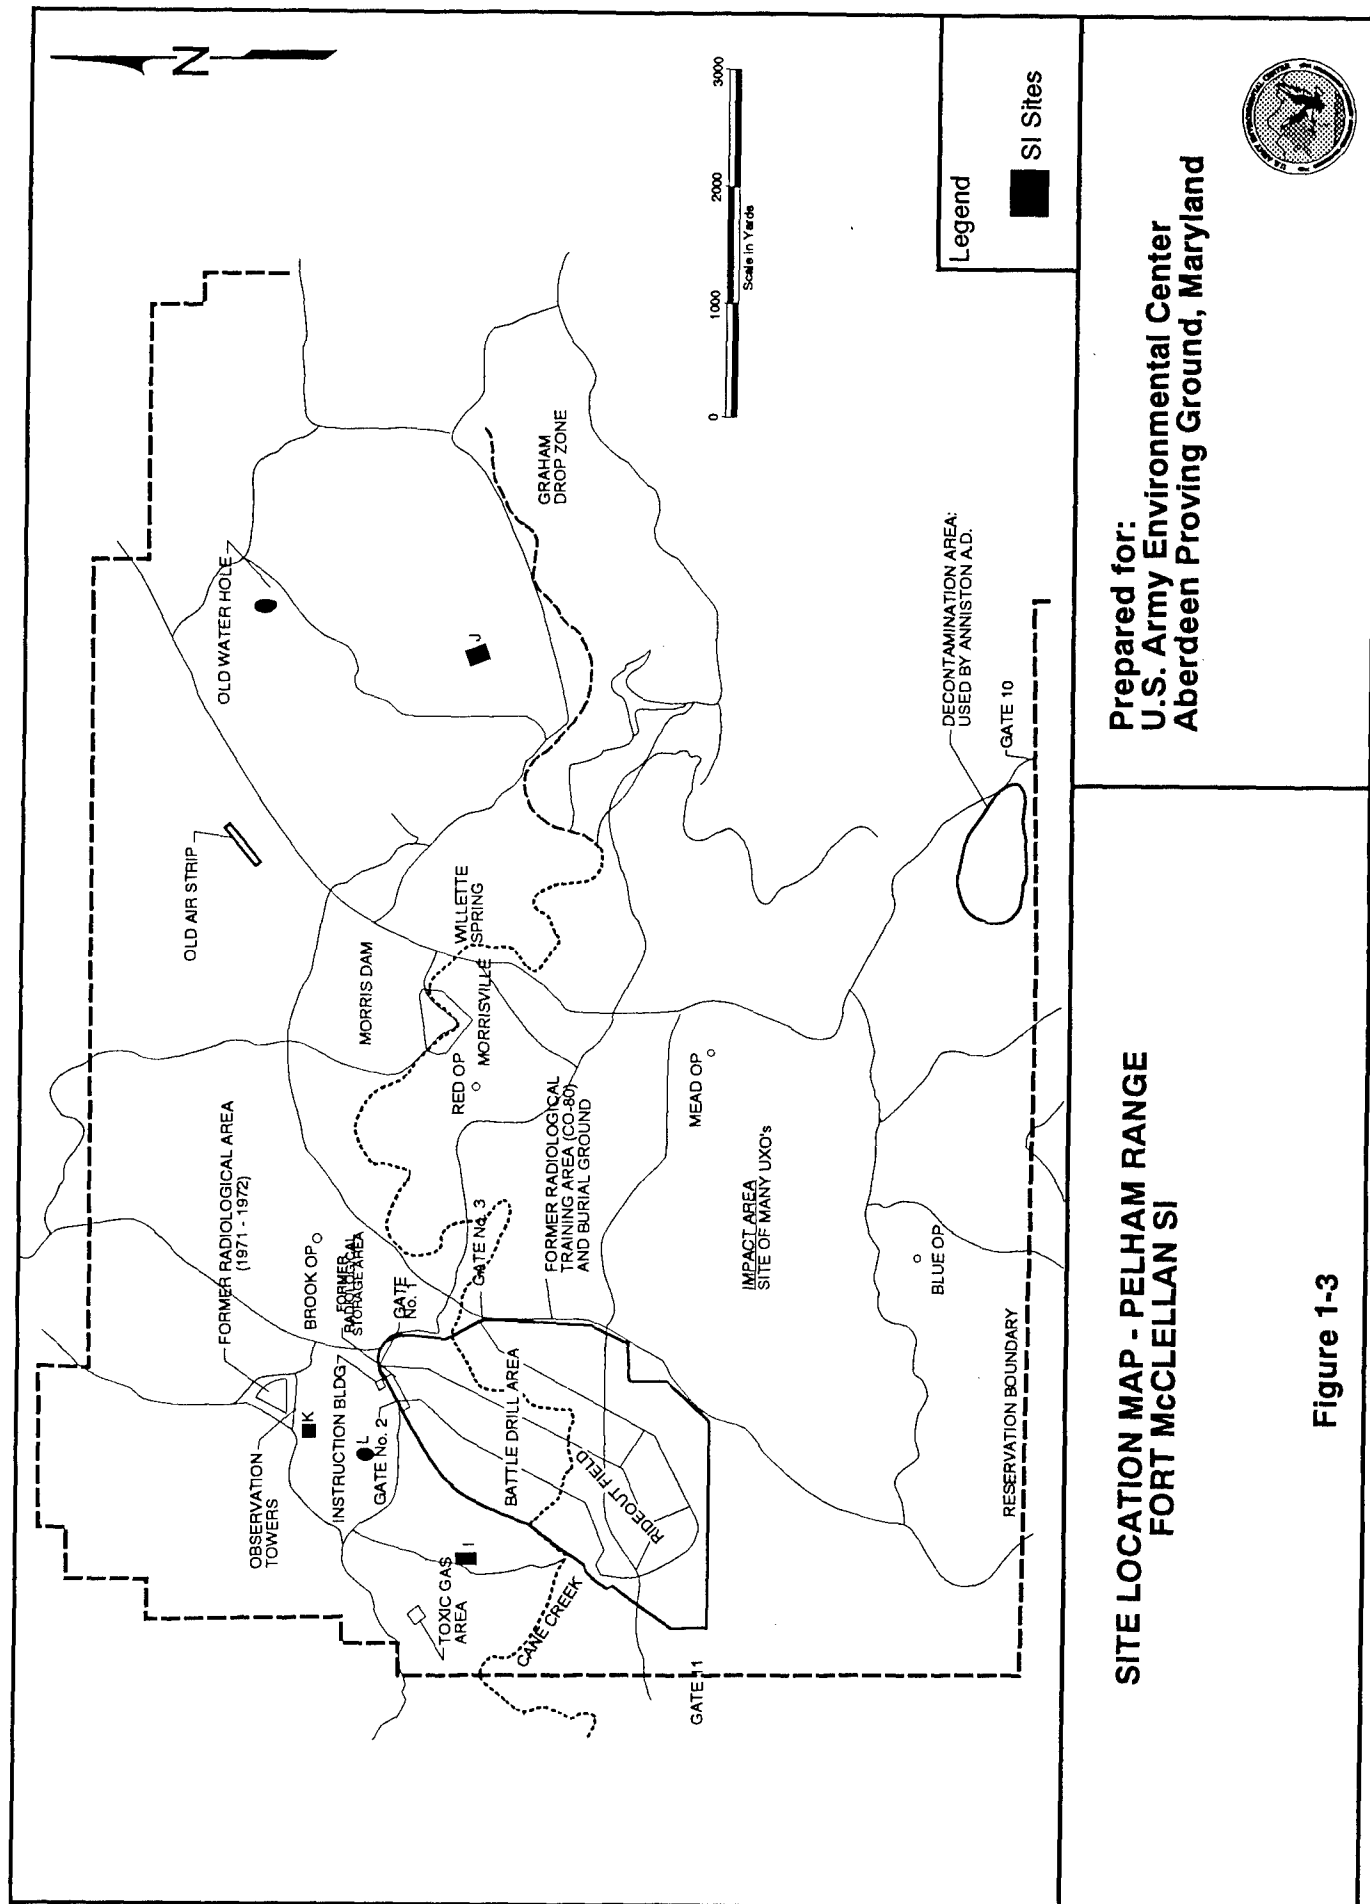 N
OLD AIR STRIP
OLD WATER HOLE
FORMER RADIOLOGICAL AREA
(1971 - 1972)
OBSERVATION
TOWERS
K
BROOK OP
INSTRUCTION BLDG
L
GATE No. 2
FORMER
RADIOLOGICAL
STORAGE AREA
GATE
No. 1
MORRIS DAM
TOXIC GAS
AREA
I
CANE CREEK
BATTLE DRILL AREA
GATE No. 3
RED OP
MORRISVILLE
WILLETTE
SPRING
J
GRAHAM
DROP ZONE
RIDEOUT FIELD
FORMER RADIOLOGICAL
TRAINING AREA (CO-80)
AND BURIAL GROUND
GATE 11
MEAD OP
IMPACT AREA
SITE OF MANY UXO's
0 1000 2000 3000
Scale in Yards
BLUE OP
DECONTAMINATION AREA:
USED BY ANNISTON A.D.
GATE 10
RESERVATION BOUNDARY
Legend
SI Sites
SITE LOCATION MAP - PELHAM RANGE
FORT McCLELLAN SI
Figure 1-3
Prepared for:
U.S. Army Environmental Center
Aberdeen Proving Ground, Maryland
U.S. ARMY ENVIRONMENTAL CENTER